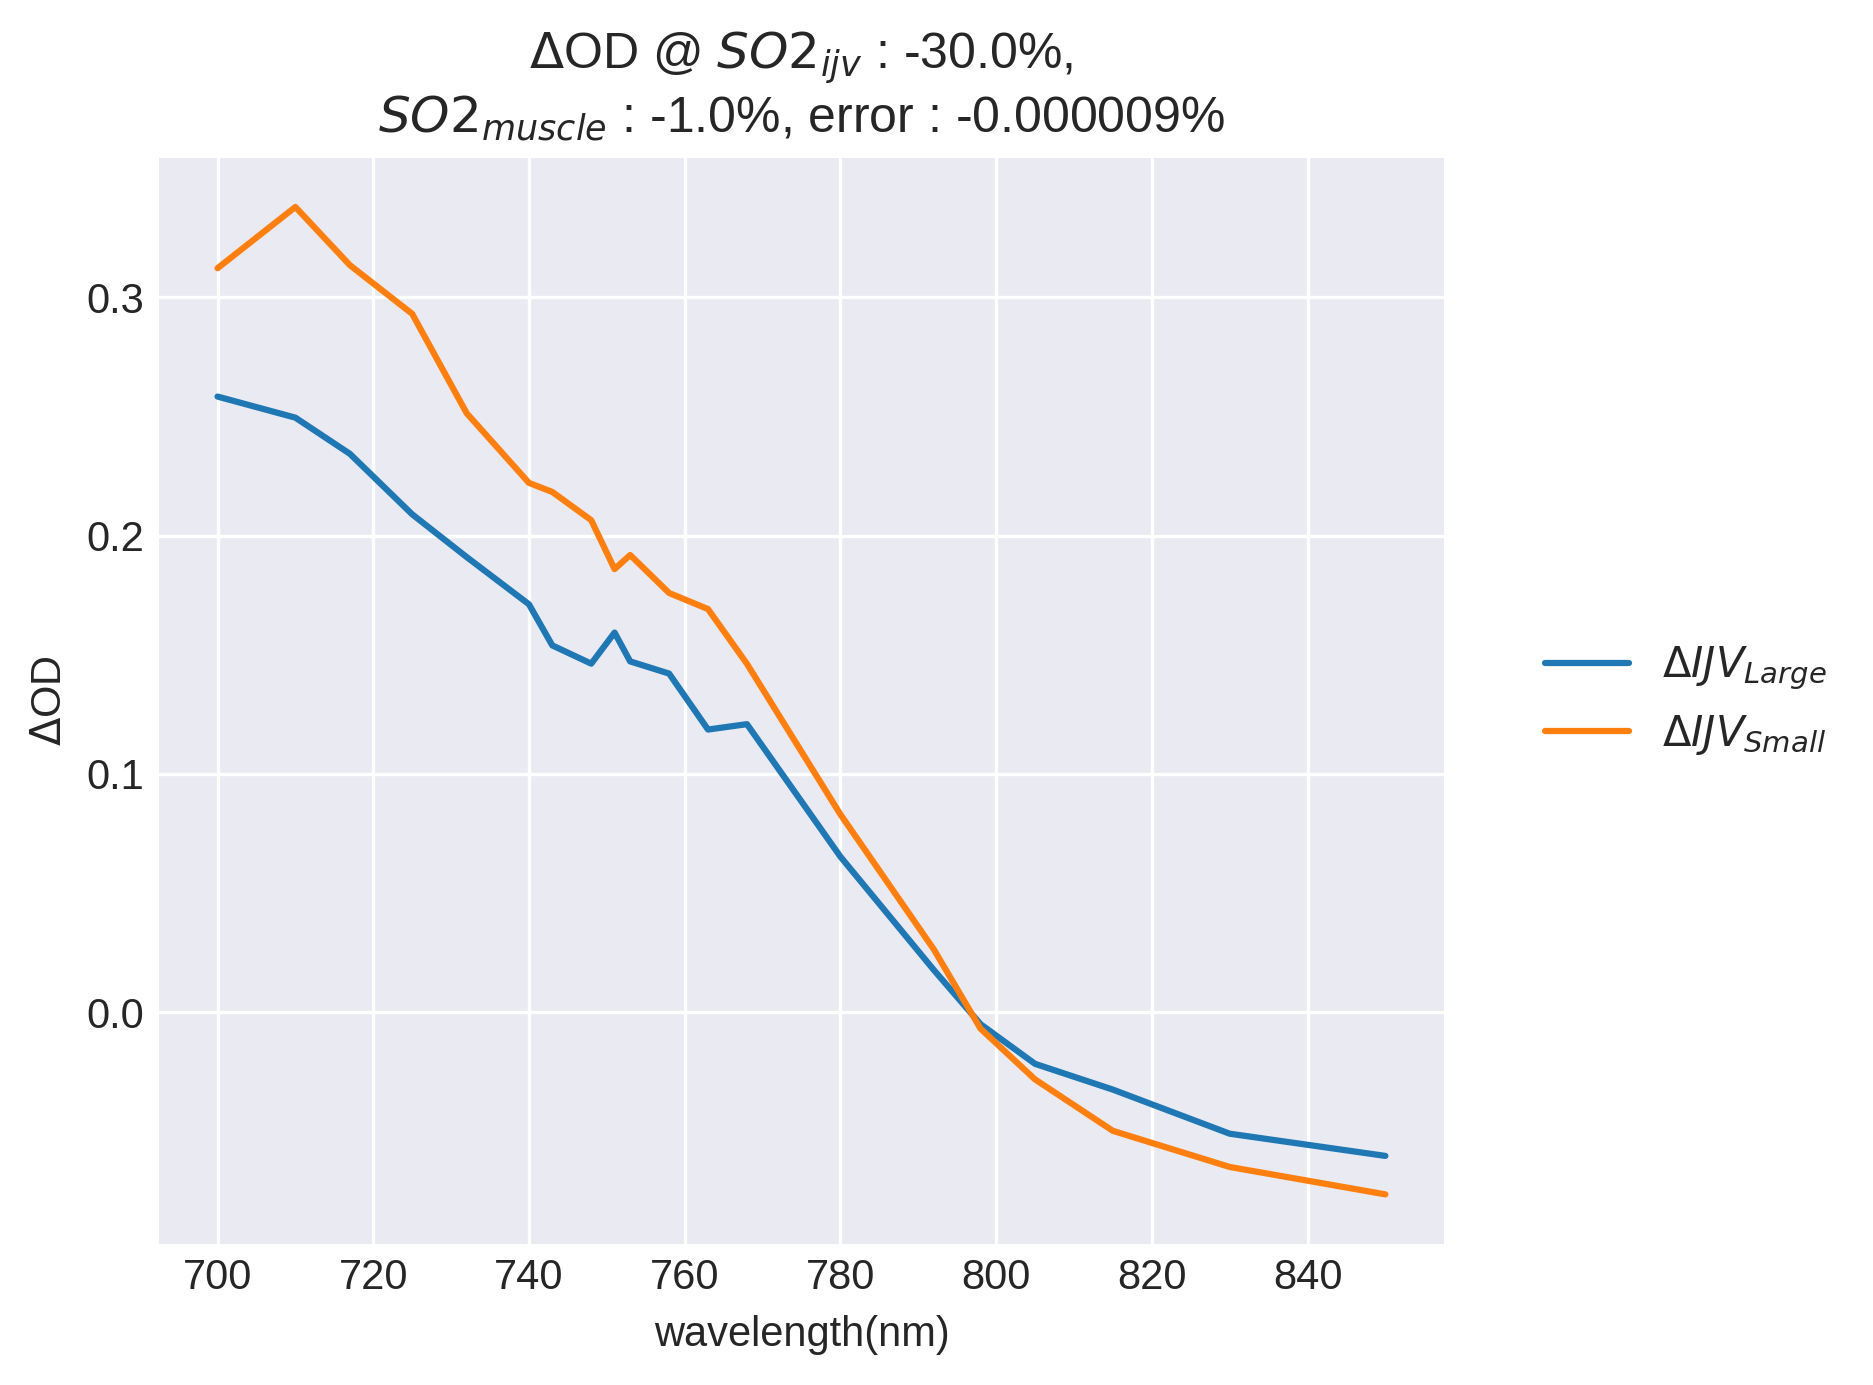 ΔOD @ SO2ijv : -30.0%,
SO2muscle : -1.0%, error : -0.000009%
ΔOD
0.3
0.2
0.1
0.0
700 720 740 760 780 800 820 840
wavelength(nm)
ΔIJVLarge
ΔIJVSmall